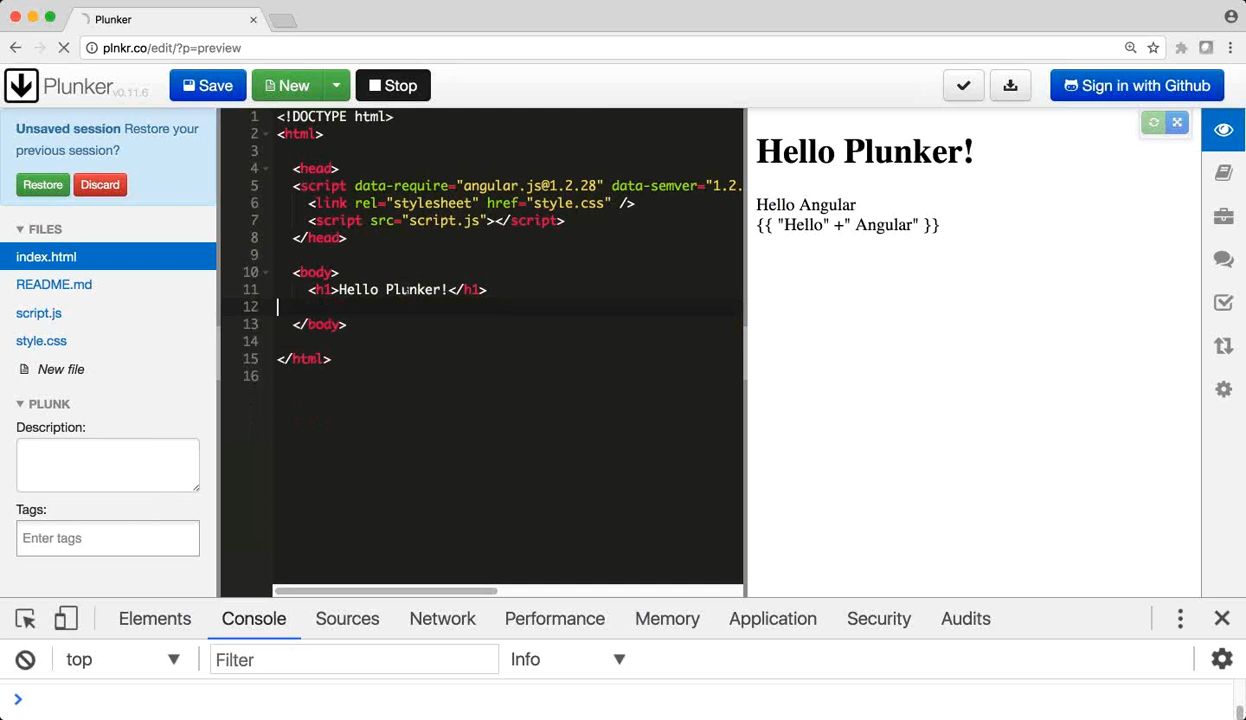 Plunker
plnkr.co/edit/?p=preview
Plunker v0.11.6
Save
New
Stop
Sign in with Github
Unsaved session Restore your
previous session?
Restore
Discard
FILES
index.html
README.md
script.js
style.css
New file
PLUNK
Description:
Tags:
Enter tags
1 <!DOCTYPE html>
2 <html>
3
4 <head>
5 <script data-require="angular.js@1.2.28" data-semver="1.2.
6 <link rel="stylesheet" href="style.css" />
7 <script src="script.js"></script>
8 </head>
9
10 <body>
11 <h1>Hello Plunker!</h1>
12
13 </body>
14
15 </html>
16
Hello Plunker!
Hello Angular
{{ "Hello" +" Angular" }}
Elements Console Sources Network Performance Memory Application Security Audits
top Filter Info